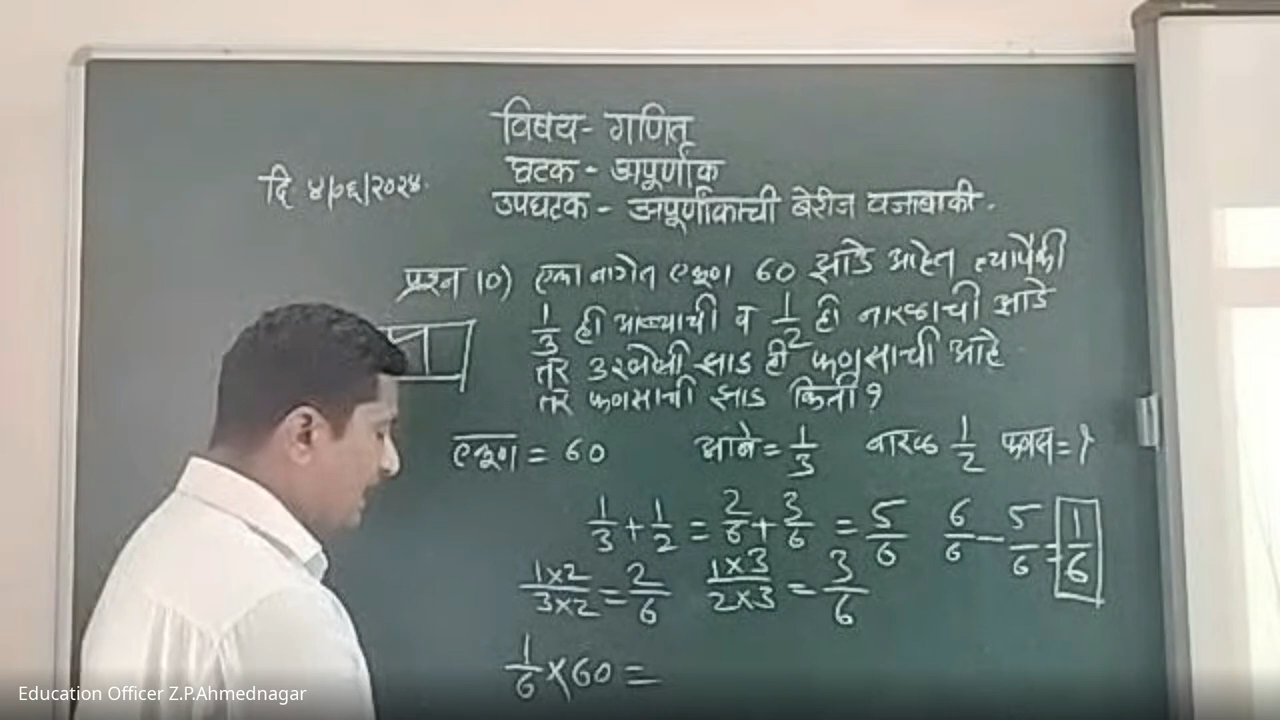 विषय - गणित
घटक - अपूर्णांक
दि ४/०६/२०२४.
उपघटक - अपूर्णांकाची बेरीज वजाबाकी.
प्रश्न 10) एका बागेत एकूण 60 झाडे आहेत त्यापैकी
1/3 ही आंब्याची व 1/2 ही नारळाची झाडे
तर उरलेली झाड ही फणसाची आहे
तर फणसाची झाड किती ?
एकूण = 60 आंबे = 1/3 नारळ 1/2 फणस = ?
1/3 + 1/2 = 2/6 + 3/6 = 5/6 6/6 - 5/6 = 1/6
1×2/3×2 = 2/6 1×3/2×3 = 3/6
1/6 × 60 =
Education Officer Z.P.Ahmednagar